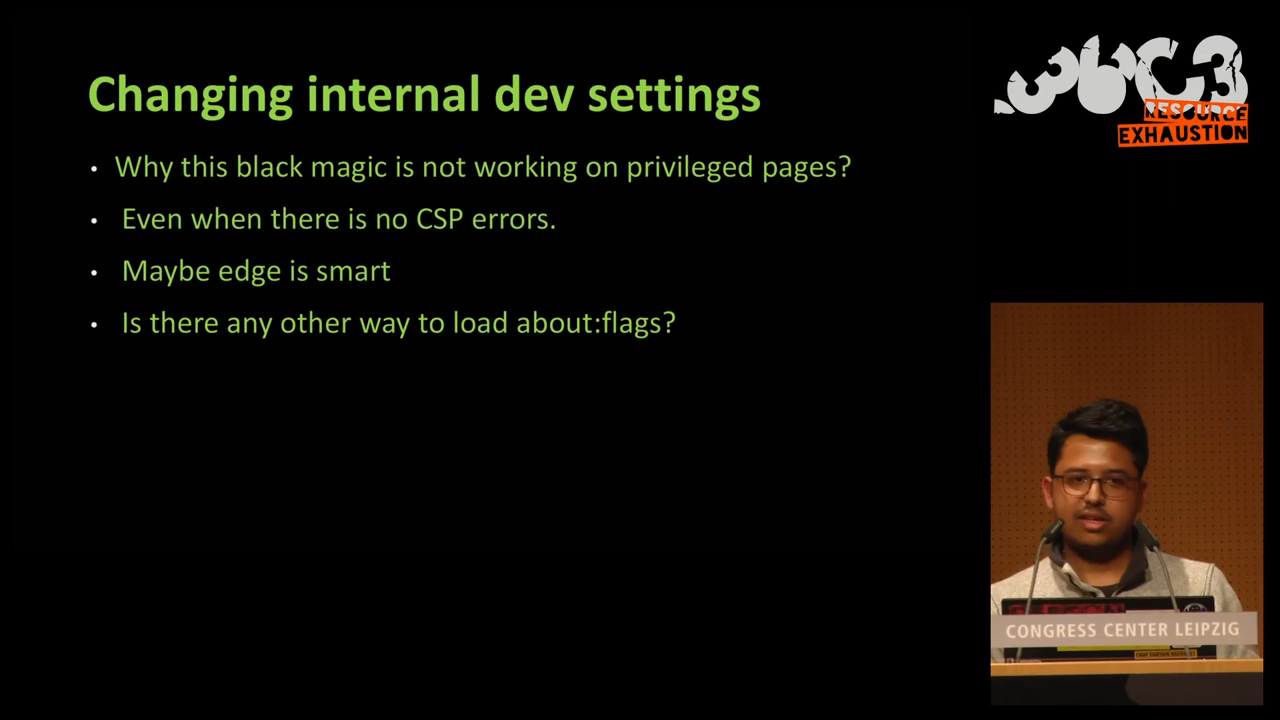 Changing internal dev settings
• Why this black magic is not working on privileged pages?
• Even when there is no CSP errors.
• Maybe edge is smart
• Is there any other way to load about:flags?
36C3
RESOURCE
EXHAUSTION
CONGRESS CENTER LEIPZIG